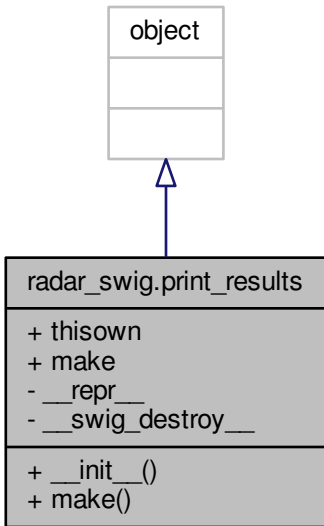 object
radar_swig.print_results
+ thisown
+ make
- __repr__
- __swig_destroy__
+ __init__()
+ make()